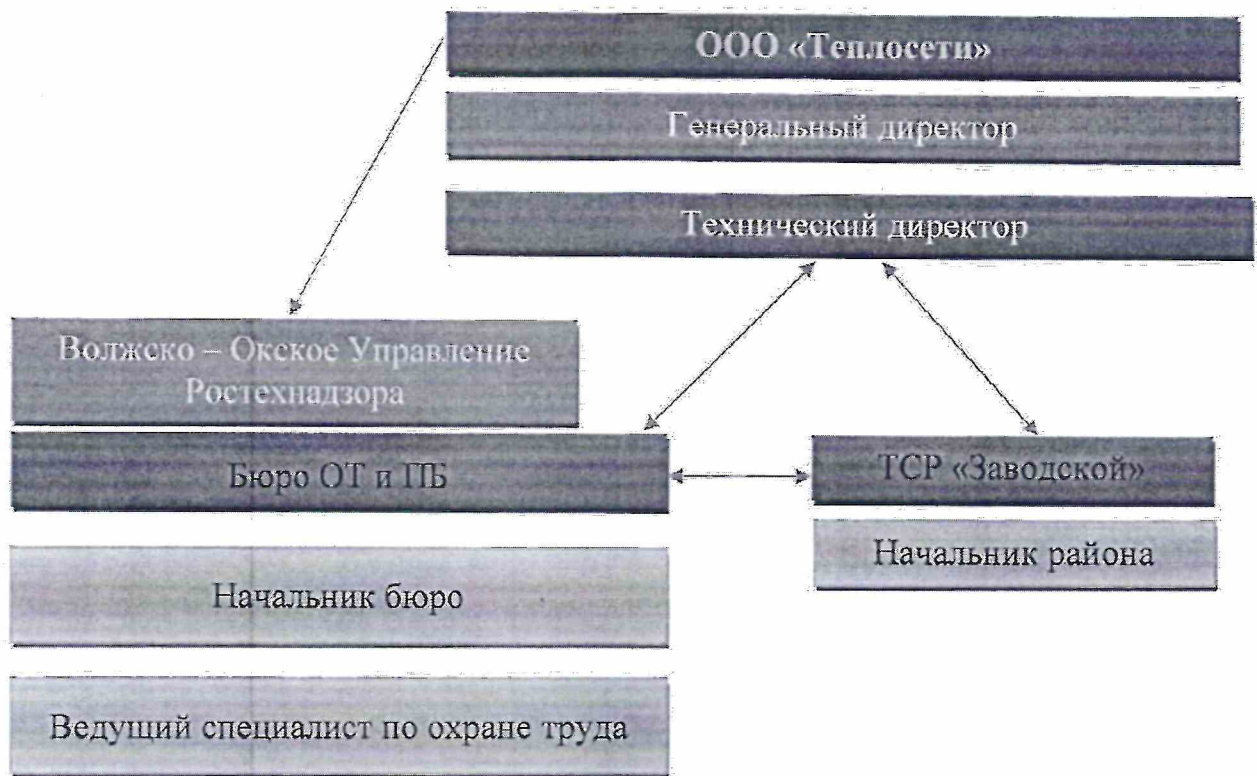 ООО «Теплосети»
Генеральный директор
Технический директор
Волжско – Окское Управление
Ростехнадзора
Бюро ОТ и ПБ
ТСР «Заводской»
Начальник района
Начальник бюро
Ведущий специалист по охране труда